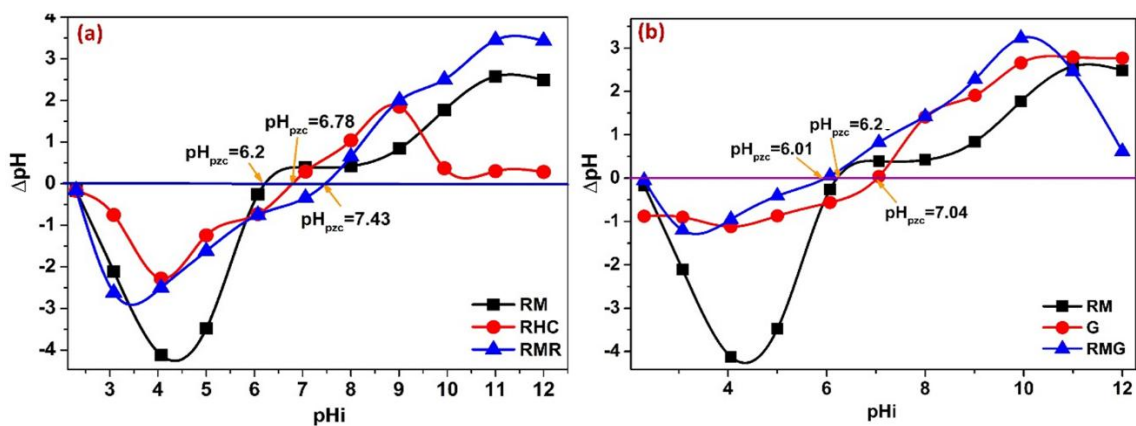 (a)
4
3
2
1
0
-1
-2
-3
-4
ΔpH
pHpzc=6.2
pHpzc=6.78
pHpzc=7.43
RM
RHC
RMR
3 4 5 6 7 8 9 10 11 12
pHi
(b)
3
2
1
0
-1
-2
-3
-4
ΔpH
pHpzc=6.01
pHpzc=6.2
pHpzc=7.04
RM
G
RMG
4 6 8 10 12
pHi